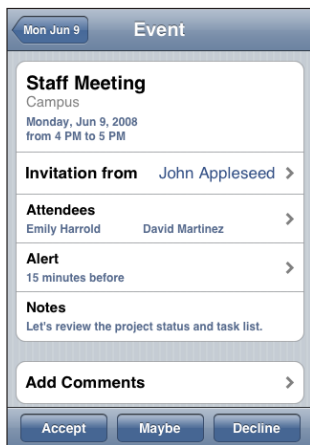 Mon Jun 9 Event
Staff Meeting
Campus
Monday, Jun 9, 2008
from 4 PM to 5 PM
Invitation from John Appleseed
Attendees
Emily Harrold David Martinez
Alert
15 minutes before
Notes
Let's review the project status and task list.
Add Comments
Accept Maybe Decline